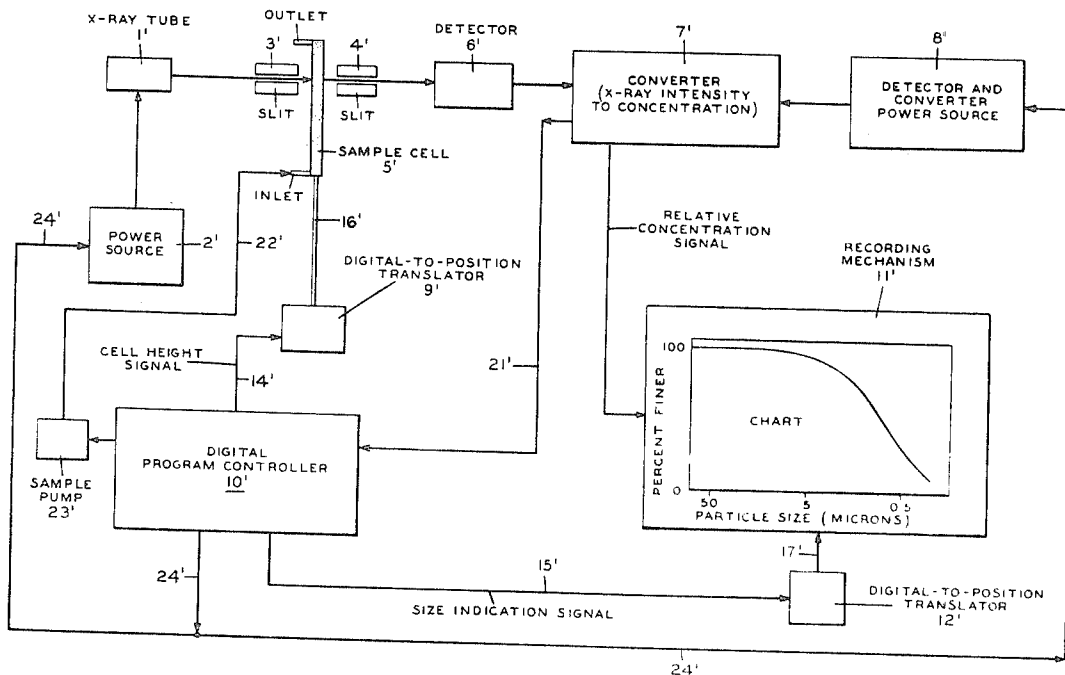 X-RAY TUBE
1'
OUTLET
3'
4'
SLIT
SLIT
DETECTOR
6'
7'
CONVERTER
(X-RAY INTENSITY
TO CONCENTRATION)
8'
DETECTOR AND
CONVERTER
POWER SOURCE
SAMPLE CELL
5'
INLET
24'
POWER
SOURCE
2'
22'
16'
DIGITAL-TO-POSITION
TRANSLATOR
9'
RELATIVE
CONCENTRATION
SIGNAL
RECORDING
MECHANISM
11'
CELL HEIGHT
SIGNAL
14'
21'
100
PERCENT FINER
CHART
0
50
5
0.5
PARTICLE SIZE (MICRONS)
DIGITAL
PROGRAM CONTROLLER
10'
SAMPLE
PUMP
23'
24'
15'
SIZE INDICATION SIGNAL
17'
DIGITAL-TO-POSITION
TRANSLATOR
12'
24'